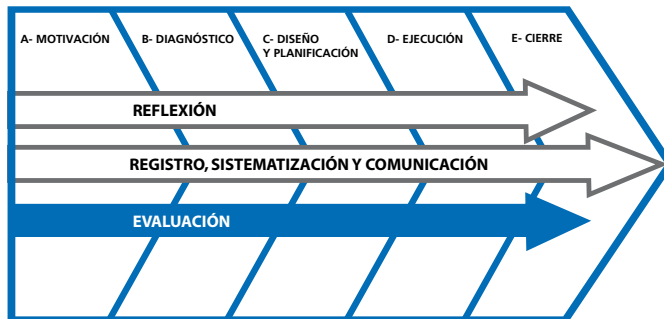 A- MOTIVACIÓN
B- DIAGNÓSTICO
C- DISEÑO
Y PLANIFICACIÓN
D- EJECUCIÓN
E- CIERRE
REFLEXIÓN
REGISTRO, SISTEMATIZACIÓN Y COMUNICACIÓN
EVALUACIÓN